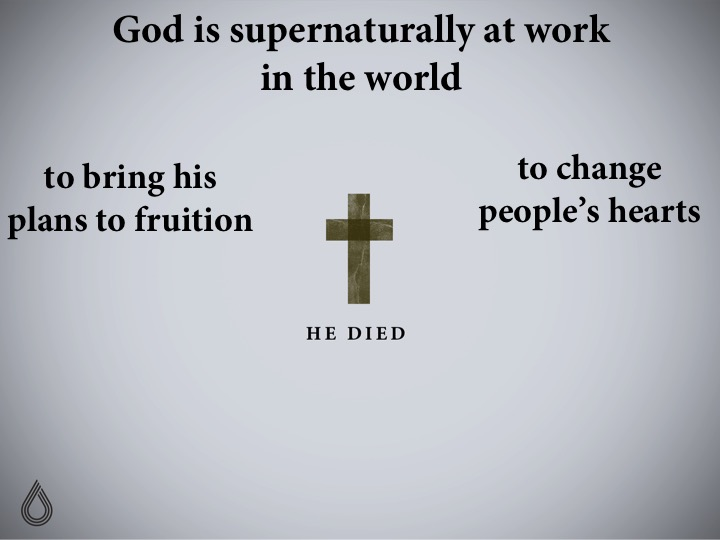 God is supernaturally at work
in the world
to bring his
plans to fruition
to change
people’s hearts
HE DIED